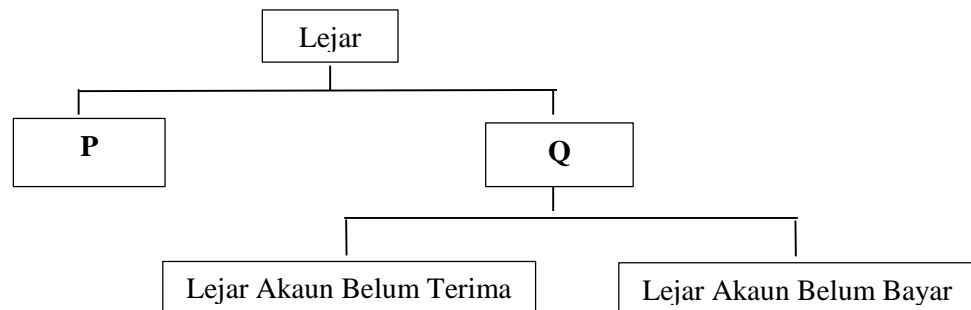 Lejar
P
Q
Lejar Akaun Belum Terima
Lejar Akaun Belum Bayar